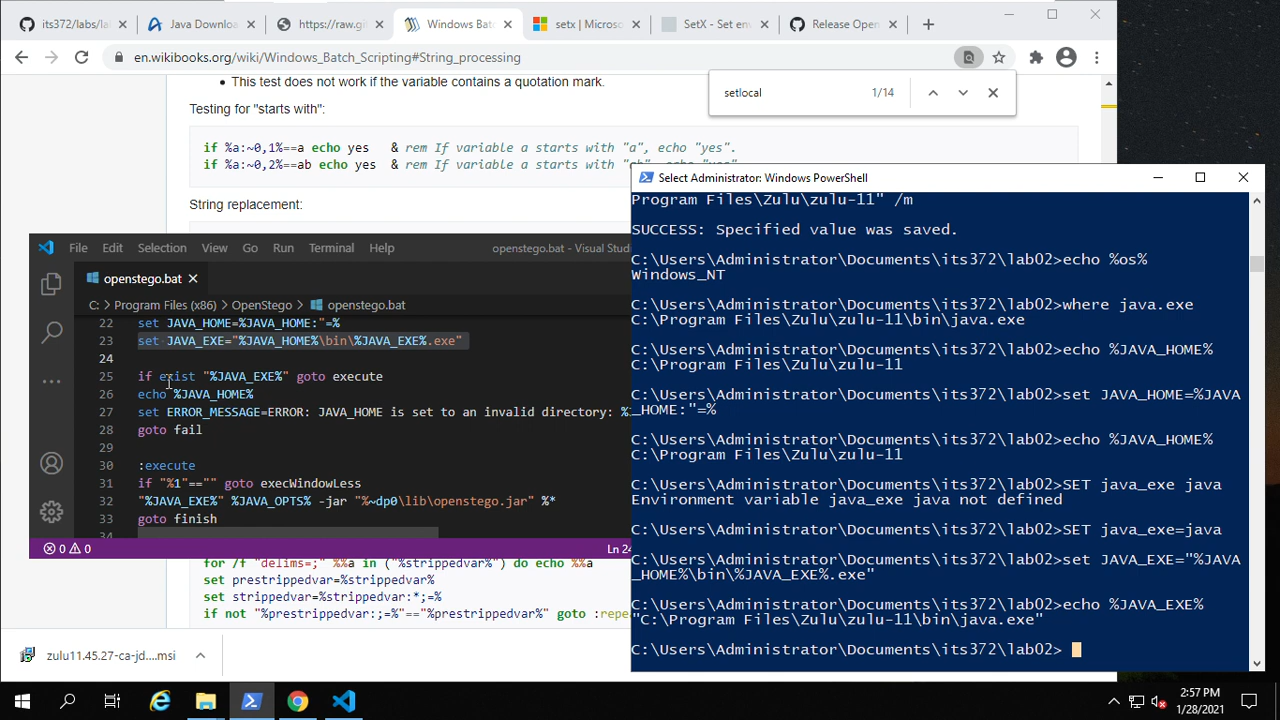 its372/labs/la
Java Downloa
https://raw.gi
Windows Bat
setx | Micros
SetX - Set en
Release Open
en.wikibooks.org/wiki/Windows_Batch_Scripting#String_processing
setlocal
1/14
This test does not work if the variable contains a quotation mark.
Testing for "starts with":
if %a:~0,1%==a echo yes & rem If variable a starts with "a", echo "yes".
if %a:~0,2%==ab echo yes & rem If variable a starts with "ab", echo "yes"
String replacement:
File Edit Selection View Go Run Terminal Help
openstego.bat - Visual Studi
openstego.bat
C: > Program Files (x86) > OpenStego > openstego.bat
22 set JAVA_HOME=%JAVA_HOME:"=%
23 set JAVA_EXE="%JAVA_HOME%\bin\%JAVA_EXE%.exe"
24
25 if exist "%JAVA_EXE%" goto execute
26 echo %JAVA_HOME%
27 set ERROR_MESSAGE=ERROR: JAVA_HOME is set to an invalid directory: %
28 goto fail
29
30 :execute
31 if "%1"=="" goto execWindowLess
32 "%JAVA_EXE%" %JAVA_OPTS% -jar "%~dp0\lib\openstego.jar" %*
33 goto finish
34
0 0
Ln 24
for /f "delims=;" %%a in ("%strippedvar%") do echo %%a
set prestrippedvar=%strippedvar%
set strippedvar=%strippedvar:*;=%
if not "%prestrippedvar:;=%"=="%prestrippedvar%" goto :repe
zulu11.45.27-ca-jd....msi
Select Administrator: Windows PowerShell
Program Files\Zulu\zulu-11" /m
SUCCESS: Specified value was saved.
C:\Users\Administrator\Documents\its372\lab02>echo %os%
Windows_NT
C:\Users\Administrator\Documents\its372\lab02>where java.exe
C:\Program Files\Zulu\zulu-11\bin\java.exe
C:\Users\Administrator\Documents\its372\lab02>echo %JAVA_HOME%
C:\Program Files\Zulu\zulu-11
C:\Users\Administrator\Documents\its372\lab02>set JAVA_HOME=%JAVA
_HOME:"=%
C:\Users\Administrator\Documents\its372\lab02>echo %JAVA_HOME%
C:\Program Files\Zulu\zulu-11
C:\Users\Administrator\Documents\its372\lab02>SET java_exe java
Environment variable java_exe java not defined
C:\Users\Administrator\Documents\its372\lab02>SET java_exe=java
C:\Users\Administrator\Documents\its372\lab02>set JAVA_EXE="%JAVA
_HOME%\bin\%JAVA_EXE%.exe"
C:\Users\Administrator\Documents\its372\lab02>echo %JAVA_EXE%
"C:\Program Files\Zulu\zulu-11\bin\java.exe"
C:\Users\Administrator\Documents\its372\lab02>
2:57 PM
1/28/2021